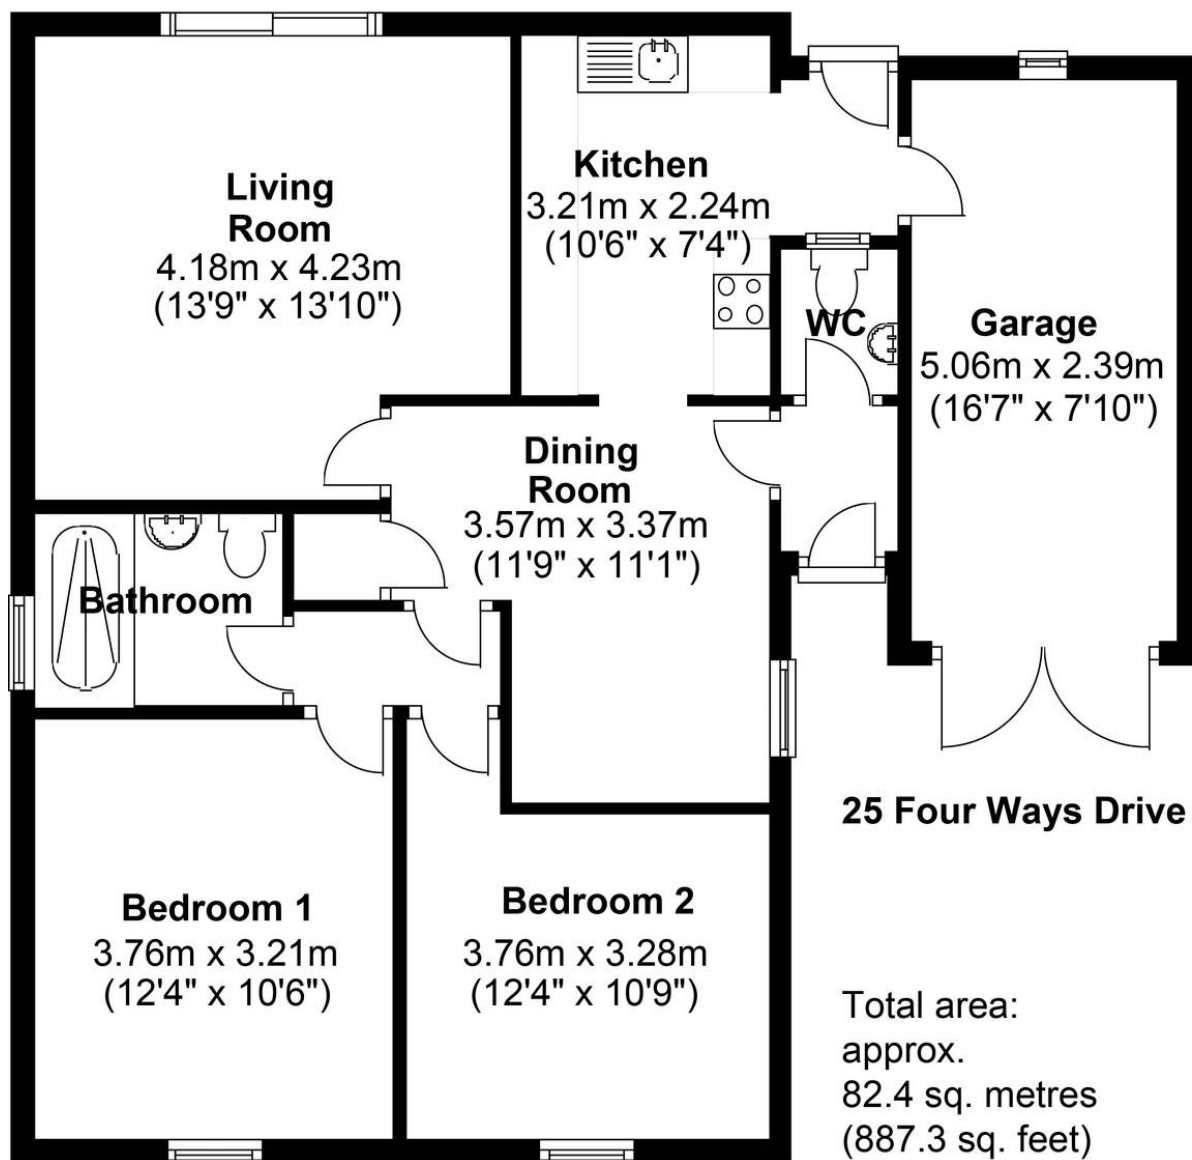 Living
Room
4.18m x 4.23m
(13'9" x 13'10")
Kitchen
3.21m x 2.24m
(10'6" x 7'4")
WC
Garage
5.06m x 2.39m
(16'7" x 7'10")
Dining
Room
3.57m x 3.37m
(11'9" x 11'1")
Bathroom
25 Four Ways Drive
Bedroom 1
3.76m x 3.21m
(12'4" x 10'6")
Bedroom 2
3.76m x 3.28m
(12'4" x 10'9")
Total area:
approx.
82.4 sq. metres
(887.3 sq. feet)